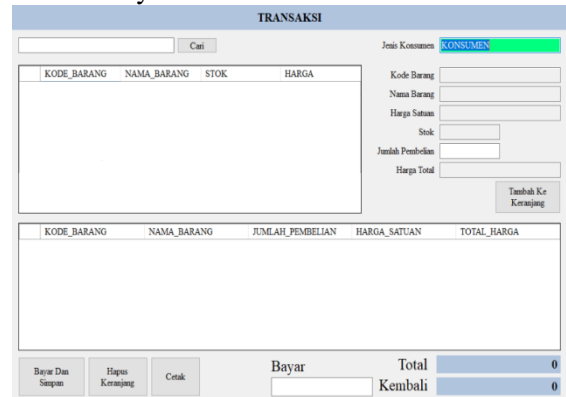 TRANSAKSI
Cari
Jenis Konsumen KONSUMEN
KODE_BARANG NAMA_BARANG STOK HARGA
Kode Barang
Nama Barang
Harga Satuan
Stok
Jumlah Pembelian
Harga Total
Tambah Ke
Keranjang
KODE_BARANG NAMA_BARANG JUMLAH_PEMBELIAN HARGA_SATUAN TOTAL_HARGA
Bayar Dan
Simpan
Hapus
Keranjang
Cetak
Bayar
Total 0
Kembali 0